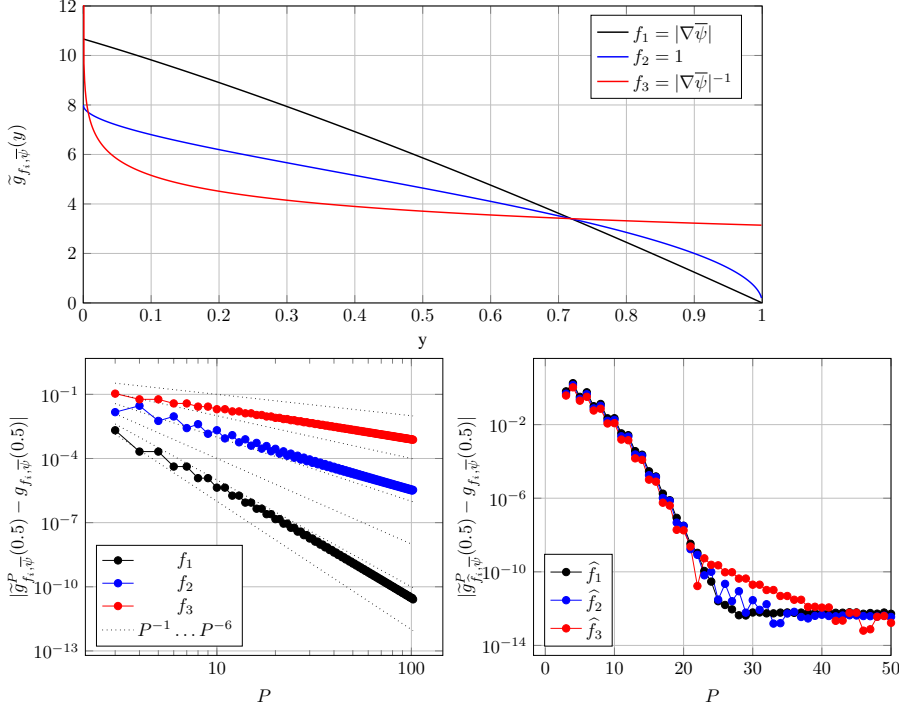 12
10
8
6
4
2
0
g̃_{f_i,ψ̅}(y)
f₁ = |∇ψ̅|
f₂ = 1
f₃ = |∇ψ̅|⁻¹
0 0.1 0.2 0.3 0.4 0.5 0.6 0.7 0.8 0.9 1
y
10⁻¹
10⁻⁴
10⁻⁷
10⁻¹⁰
10⁻¹³
|g̃^P_{f_i,ψ̅}(0.5) − g_{f_i,ψ̅}(0.5)|
f₁
f₂
f₃
P⁻¹ … P⁻⁶
10 100
P
10⁻²
10⁻⁶
10⁻¹⁰
10⁻¹⁴
|g̃^P_{f̂_i,ψ̅}(0.5) − g_{f_i,ψ̅}(0.5)|
f̂₁
f̂₂
f̂₃
0 10 20 30 40 50
P